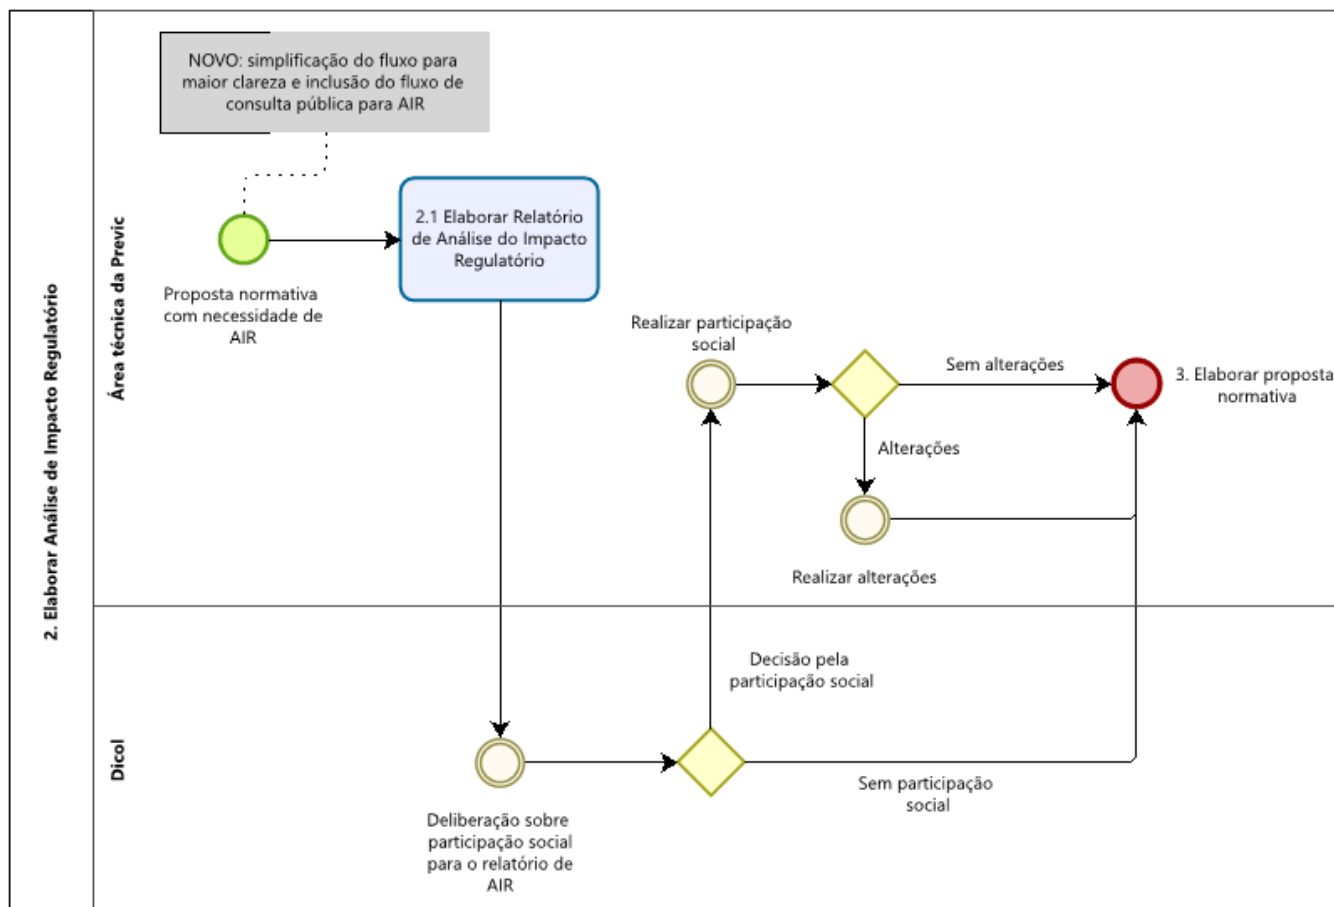 2. Elaborar Análise de Impacto Regulatório
Área técnica da Previc
NOVO: simplificação do fluxo para
maior clareza e inclusão do fluxo de
consulta pública para AIR
Proposta normativa
com necessidade de
AIR
2.1 Elaborar Relatório
de Análise do Impacto
Regulatório
Realizar participação
social
Sem alterações
3. Elaborar proposta
normativa
Alterações
Realizar alterações
Dicol
Decisão pela
participação social
Sem participação
social
Deliberação sobre
participação social
para o relatório de
AIR